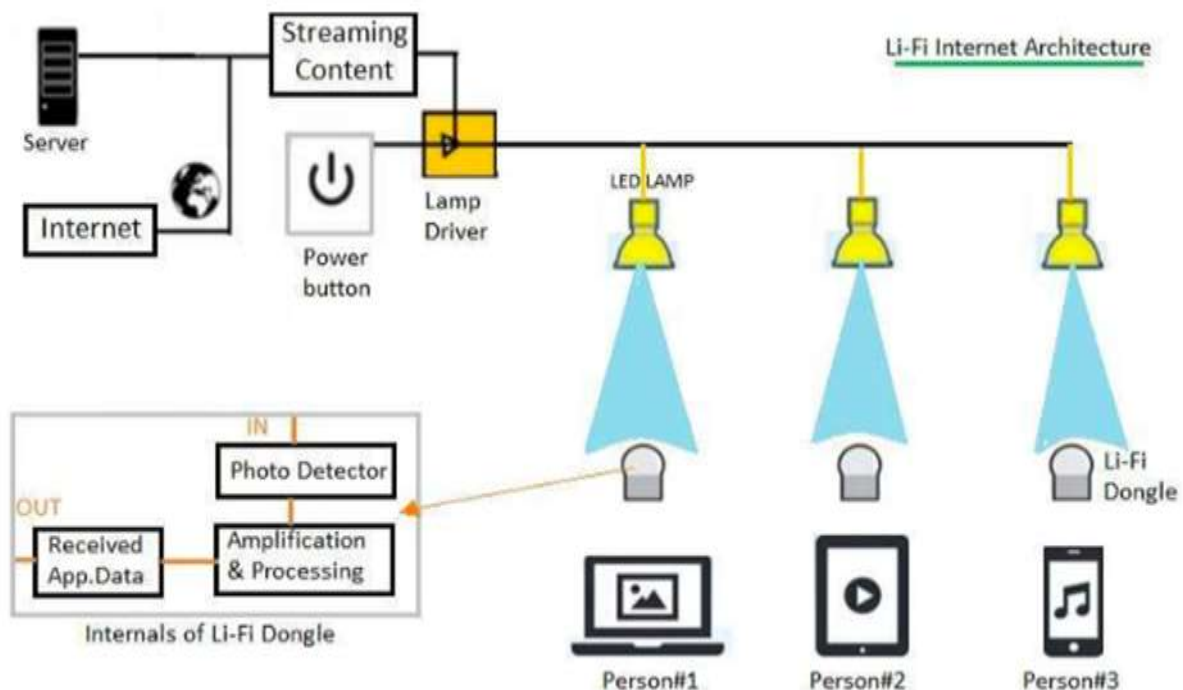 Li-Fi Internet Architecture
Streaming
Content
Server
Internet
Power
button
Lamp
Driver
LED LAMP
Li-Fi
Dongle
IN
Photo Detector
OUT
Received
App.Data
Amplification
& Processing
Internals of Li-Fi Dongle
Person#1
Person#2
Person#3